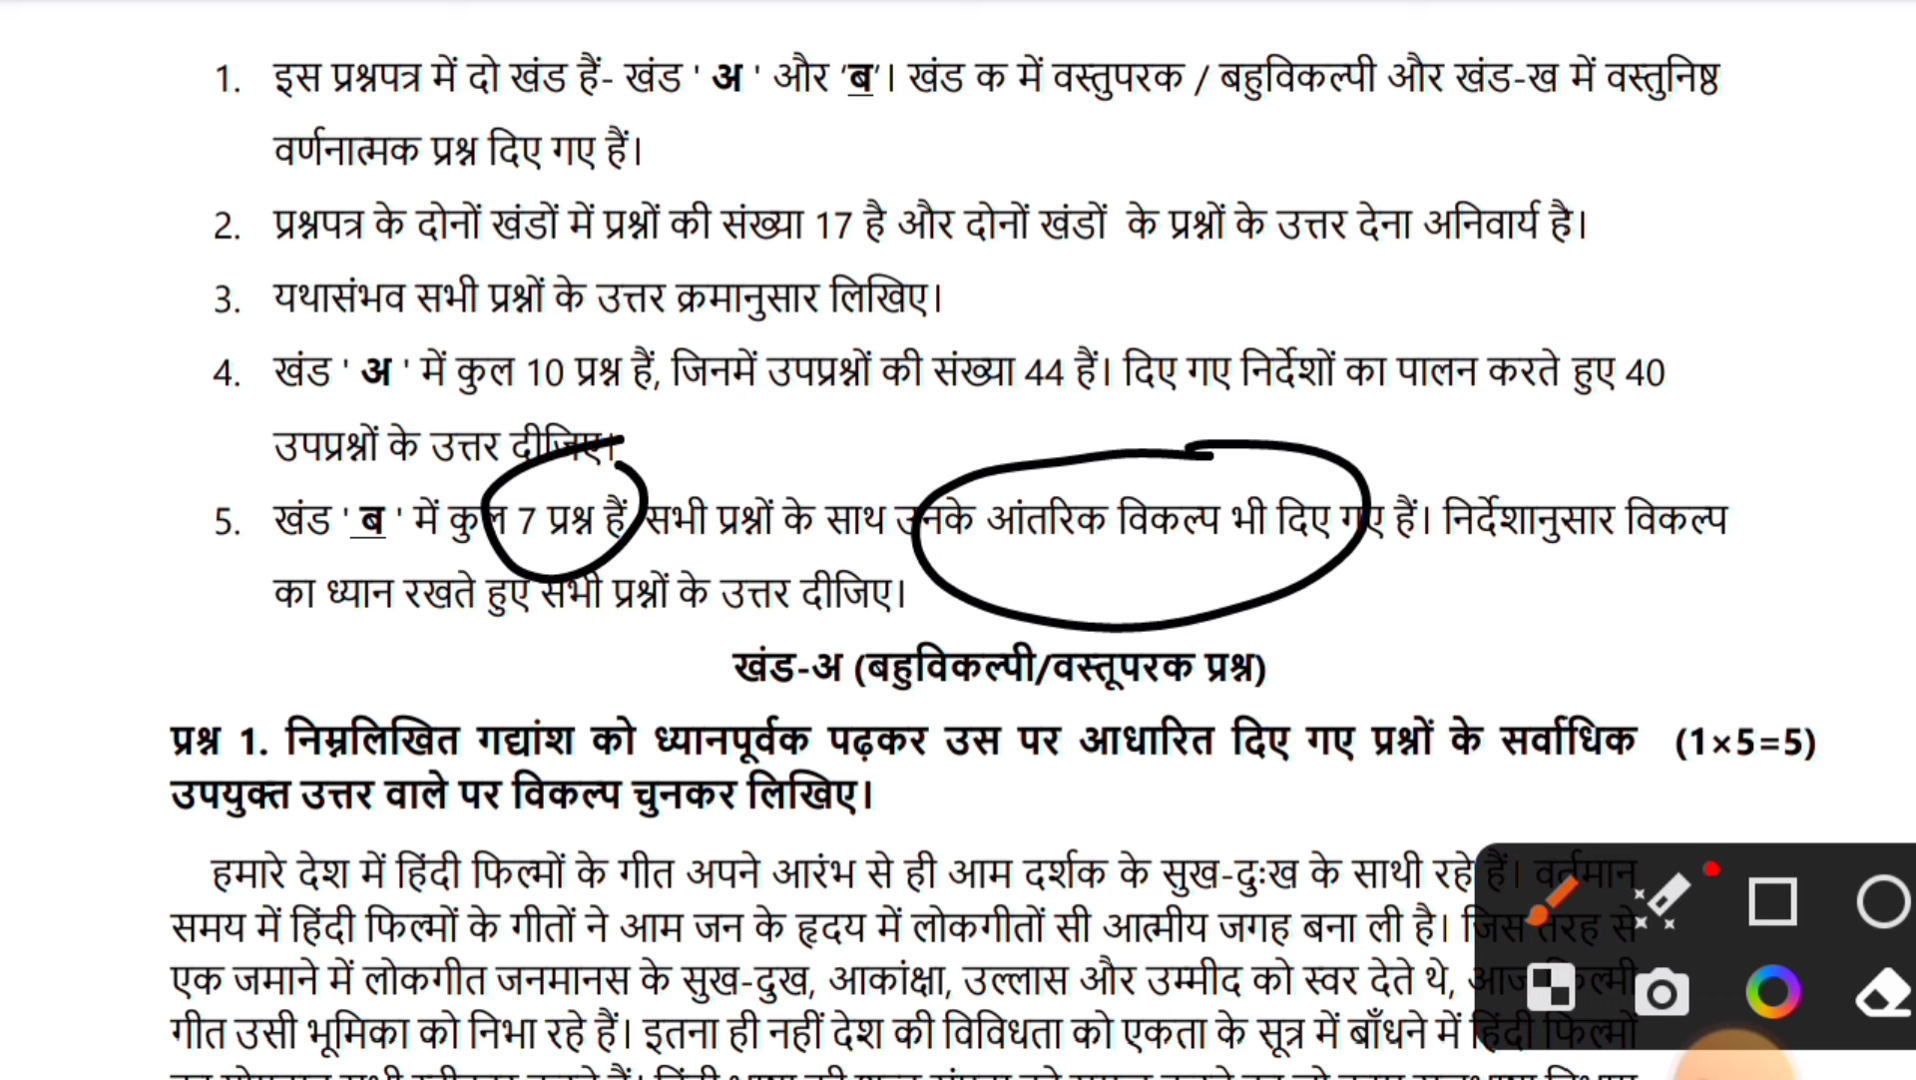 1. इस प्रश्नपत्र में दो खंड हैं- खंड ' अ ' और 'ब'। खंड क में वस्तुपरक / बहुविकल्पी और खंड-ख में वस्तुनिष्ठ
वर्णनात्मक प्रश्न दिए गए हैं।
2. प्रश्नपत्र के दोनों खंडों में प्रश्नों की संख्या 17 है और दोनों खंडों के प्रश्नों के उत्तर देना अनिवार्य है।
3. यथासंभव सभी प्रश्नों के उत्तर क्रमानुसार लिखिए।
4. खंड ' अ ' में कुल 10 प्रश्न हैं, जिनमें उपप्रश्नों की संख्या 44 हैं। दिए गए निर्देशों का पालन करते हुए 40
उपप्रश्नों के उत्तर दीजिए।
5. खंड ' ब ' में कुल 7 प्रश्न हैं, सभी प्रश्नों के साथ उनके आंतरिक विकल्प भी दिए गए हैं। निर्देशानुसार विकल्प
का ध्यान रखते हुए सभी प्रश्नों के उत्तर दीजिए।
खंड-अ (बहुविकल्पी/वस्तूपरक प्रश्न)
प्रश्न 1. निम्नलिखित गद्यांश को ध्यानपूर्वक पढ़कर उस पर आधारित दिए गए प्रश्नों के सर्वाधिक (1×5=5)
उपयुक्त उत्तर वाले पर विकल्प चुनकर लिखिए।
हमारे देश में हिंदी फिल्मों के गीत अपने आरंभ से ही आम दर्शक के सुख-दुःख के साथी रहे हैं। वर्तमान
समय में हिंदी फिल्मों के गीतों ने आम जन के हृदय में लोकगीतों सी आत्मीय जगह बना ली है। जिस तरह से
एक जमाने में लोकगीत जनमानस के सुख-दुख, आकांक्षा, उल्लास और उम्मीद को स्वर देते थे, आज फिल्मी
गीत उसी भूमिका को निभा रहे हैं। इतना ही नहीं देश की विविधता को एकता के सूत्र में बाँधने में हिंदी फिल्मों